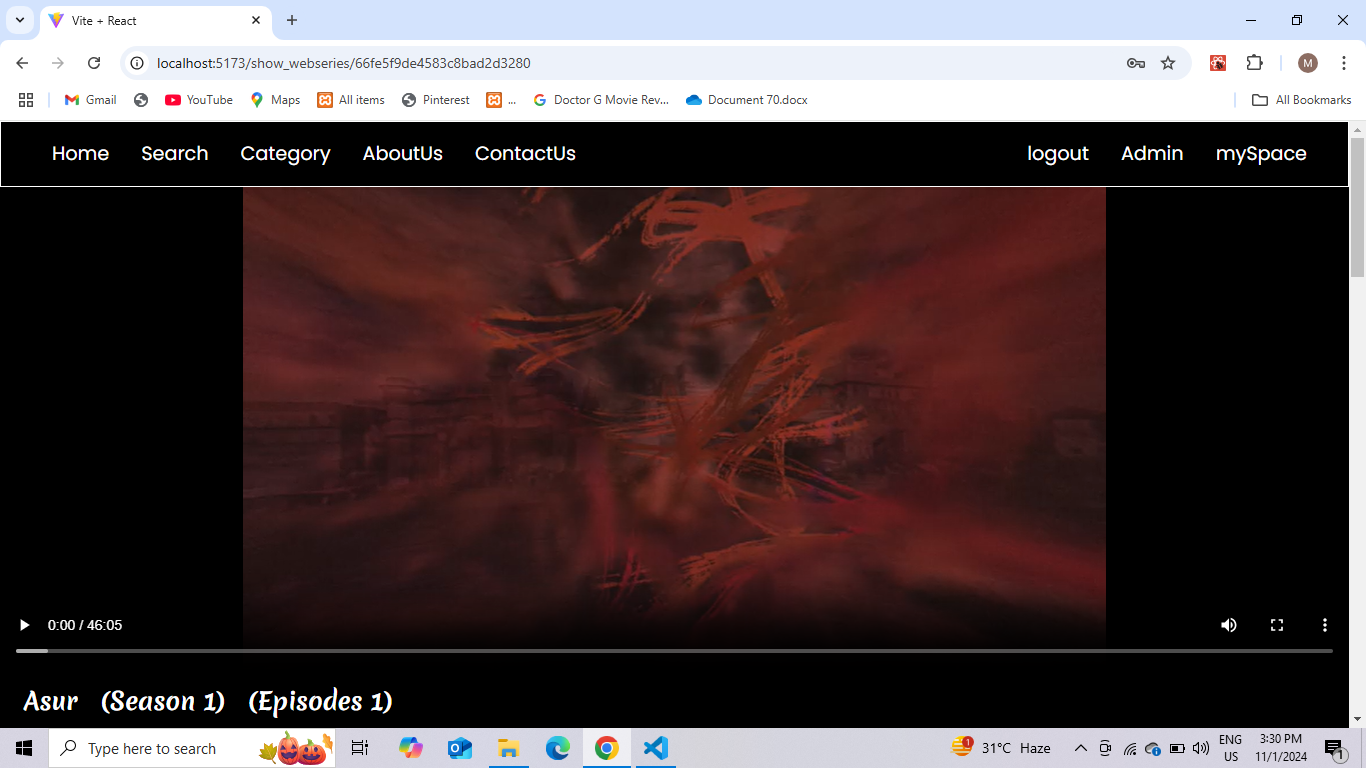 Vite + React
localhost:5173/show_webseries/66fe5f9de4583c8bad2d3280
M
Gmail YouTube Maps All items Pinterest ... Doctor G Movie Rev... Document 70.docx All Bookmarks
Home Search Category AboutUs ContactUs logout Admin mySpace
0:00 / 46:05
Asur (Season 1) (Episodes 1)
Type here to search 1 31°C Haze ENG 3:30 PM
US 11/1/2024 1